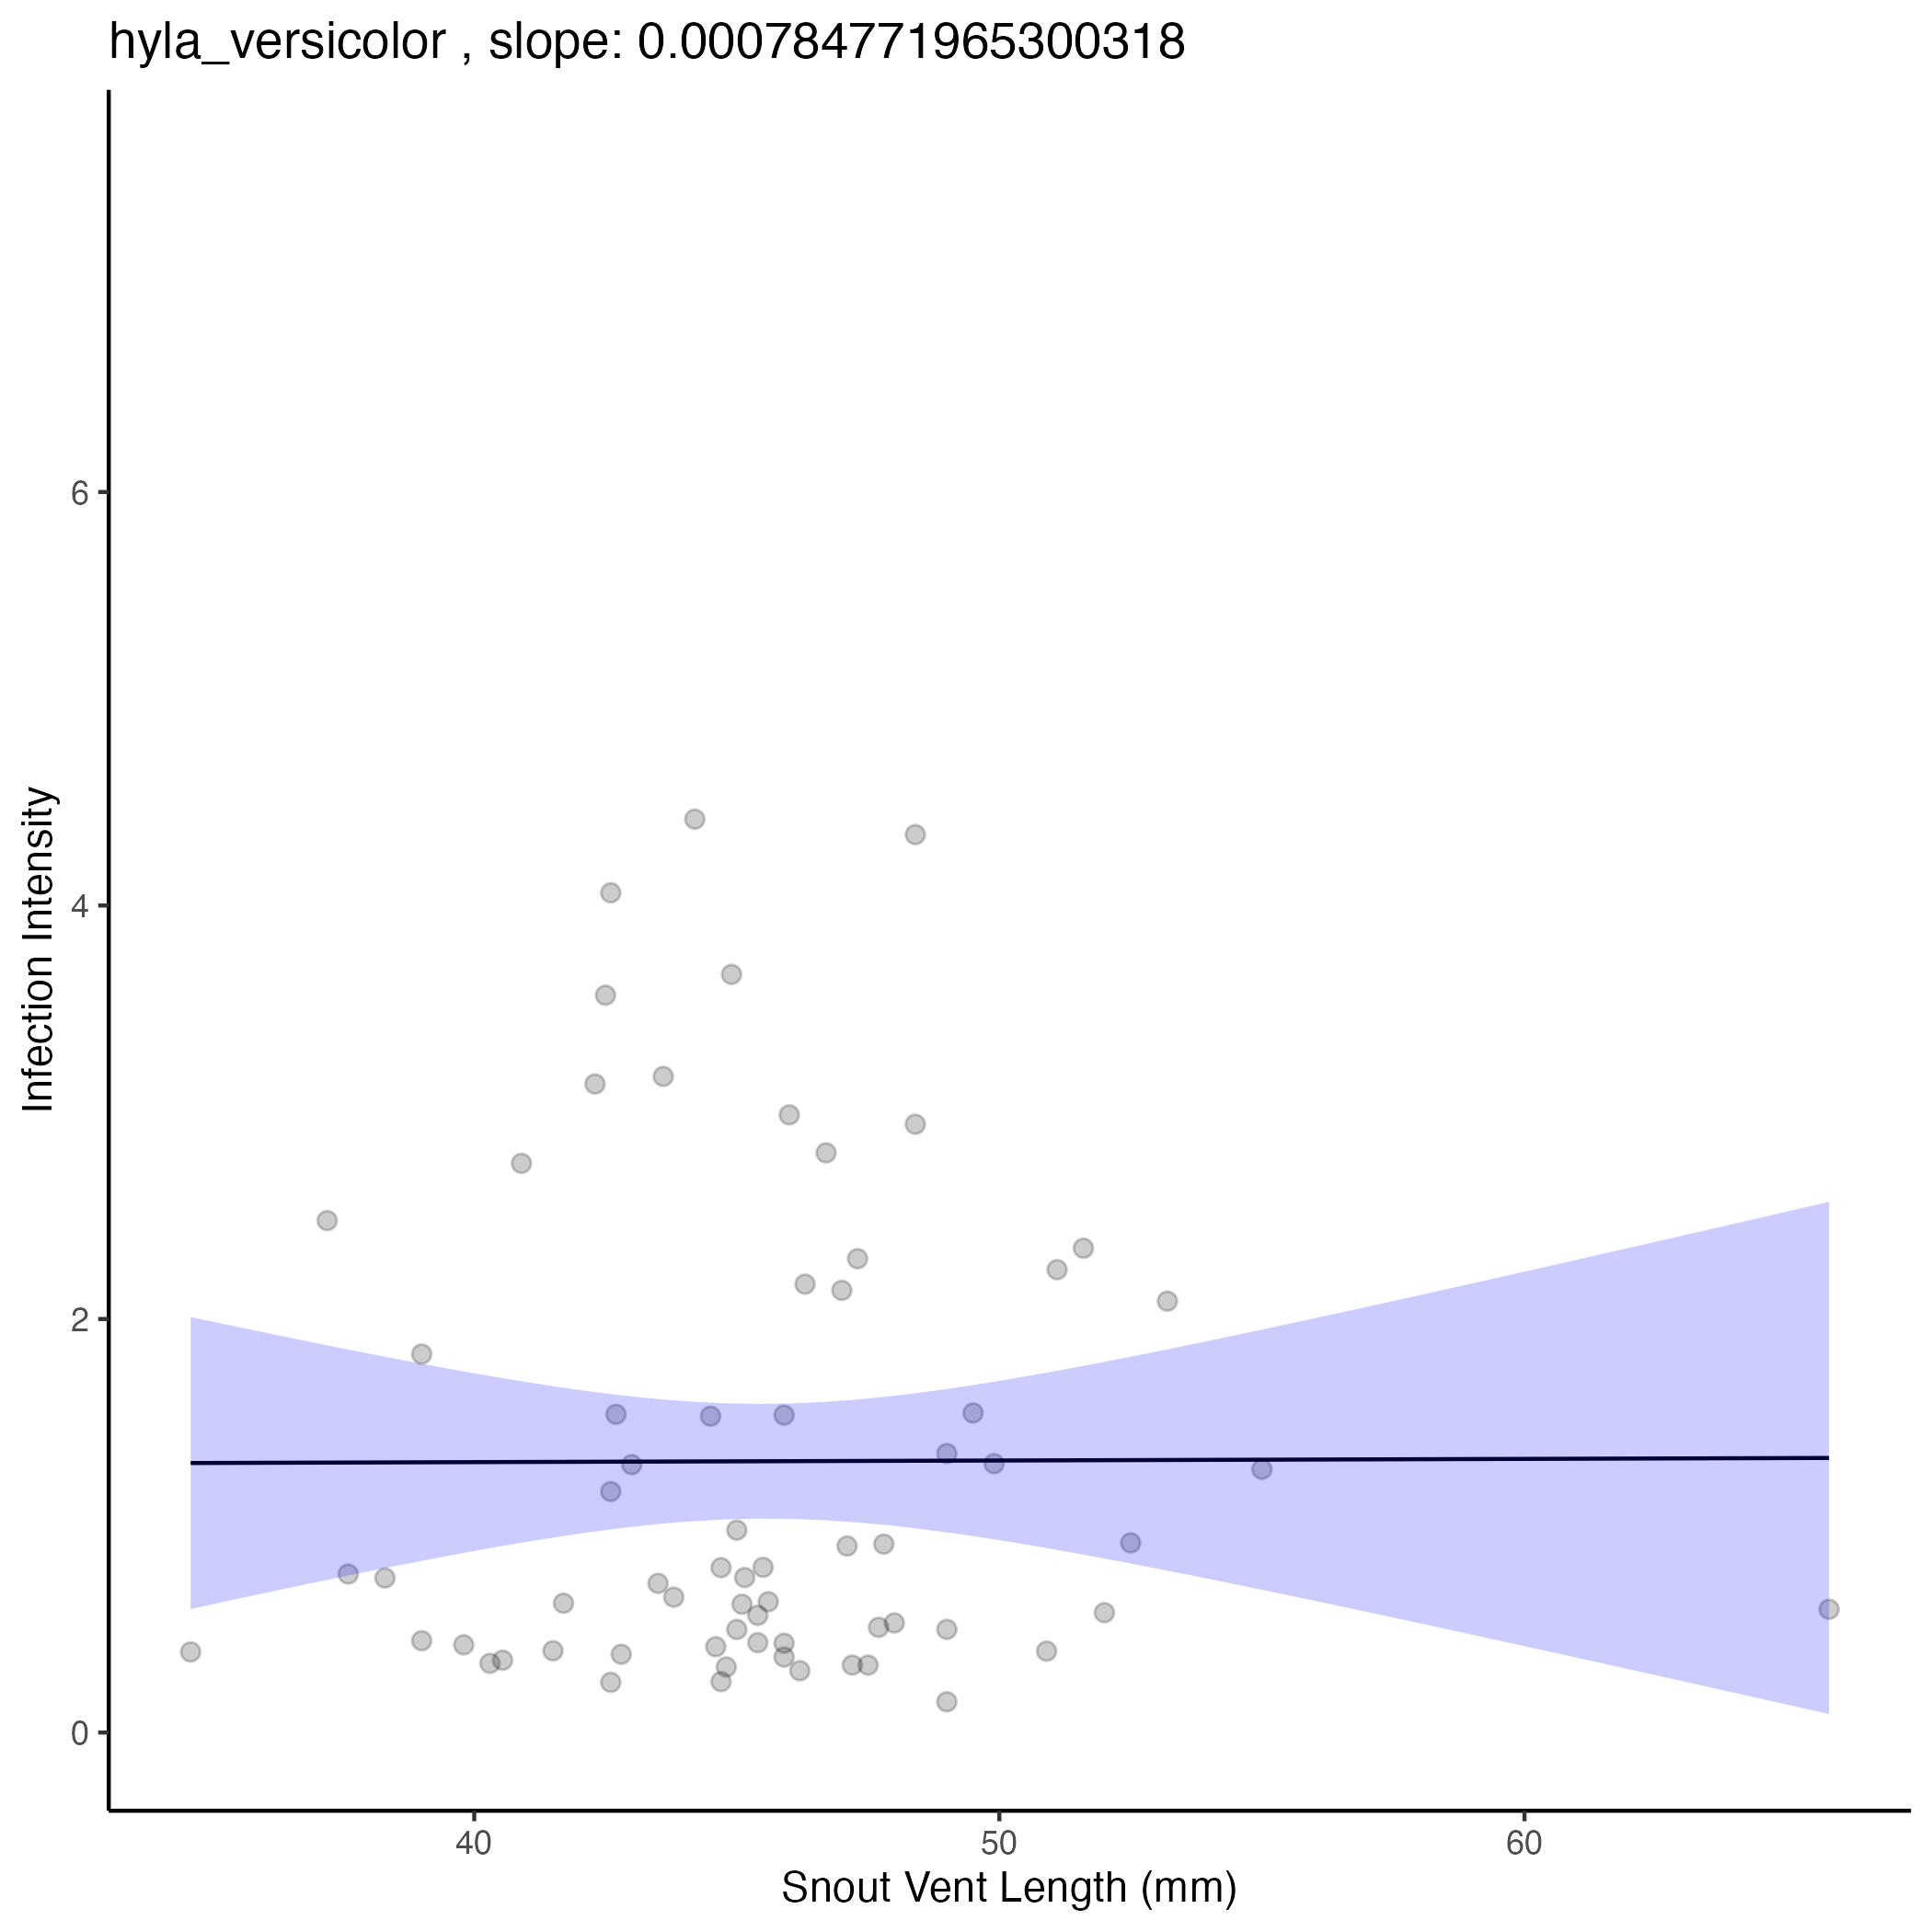 hyla_versicolor , slope: 0.000784771965300318
Infection Intensity
6
4
2
0
40 50 60
Snout Vent Length (mm)